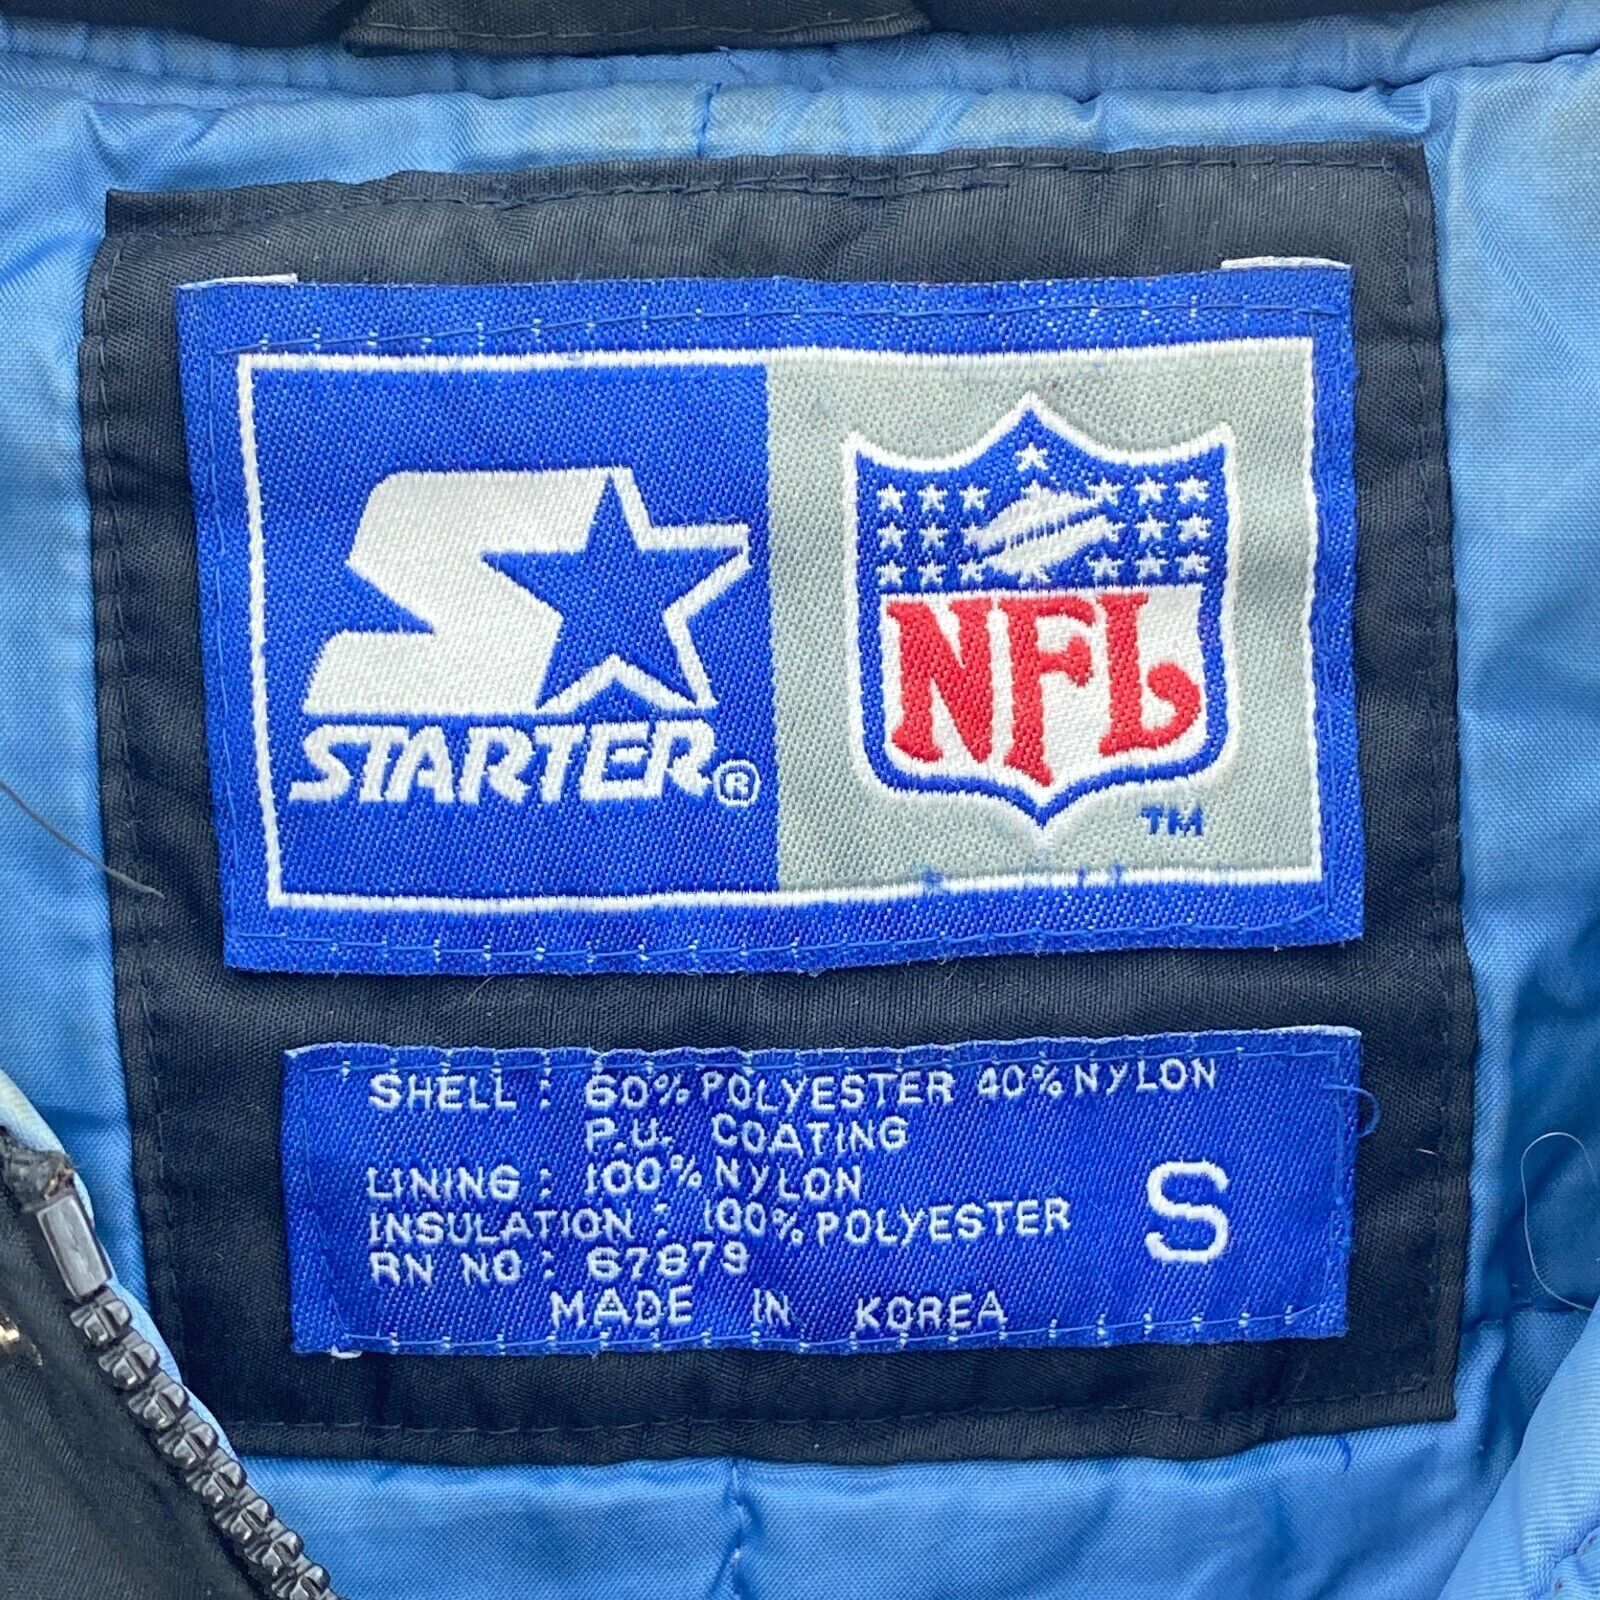 STARTER®
NFL
TM
SHELL : 60% POLYESTER 40% NYLON
P.U. COATING
LINING : 100% NYLON
INSULATION : 100% POLYESTER
RN NO : 67879
MADE IN KOREA
S